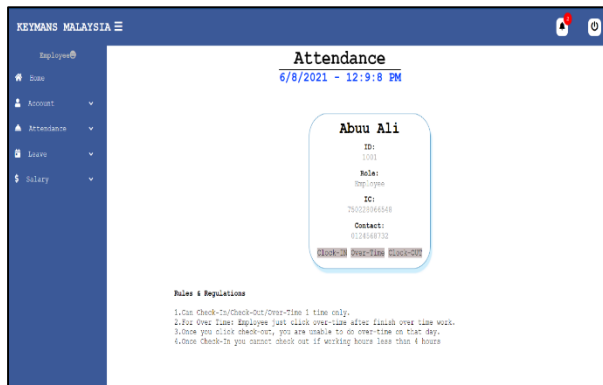 KEYMANS MALAYSIA
2
Employee
Home
Account
Attendance
Leave
Salary
Attendance
6/8/2021 - 12:9:8 PM
Abuu Ali
ID:
1001
Role:
Employee
IC:
Contact:
0124568732
Clock-IN Over-Time Clock-OUT
Rules & Regulations
1.Can Check-In/Check-Out/Over-Time 1 time only.
2.For Over Time: Employee just click over-time after finish over time work.
3.Once you click check-out, you are unable to do over-time on that day.
4.Once Check-In you cannot check out if working hours less than 4 hours